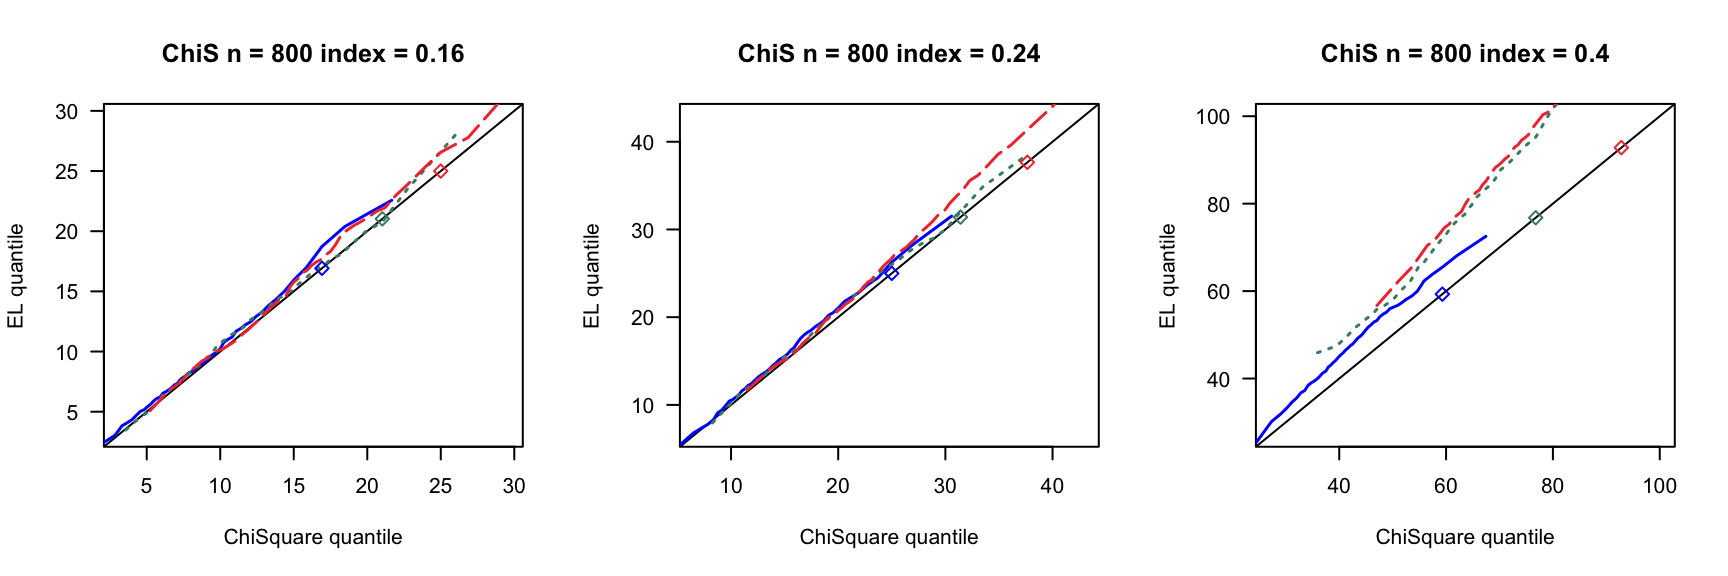 ChiS n = 800 index = 0.16
30
25
20
15
10
5
EL quantile
5 10 15 20 25 30
ChiSquare quantile
ChiS n = 800 index = 0.24
40
30
20
10
EL quantile
10 20 30 40
ChiSquare quantile
ChiS n = 800 index = 0.4
100
80
60
40
EL quantile
40 60 80 100
ChiSquare quantile